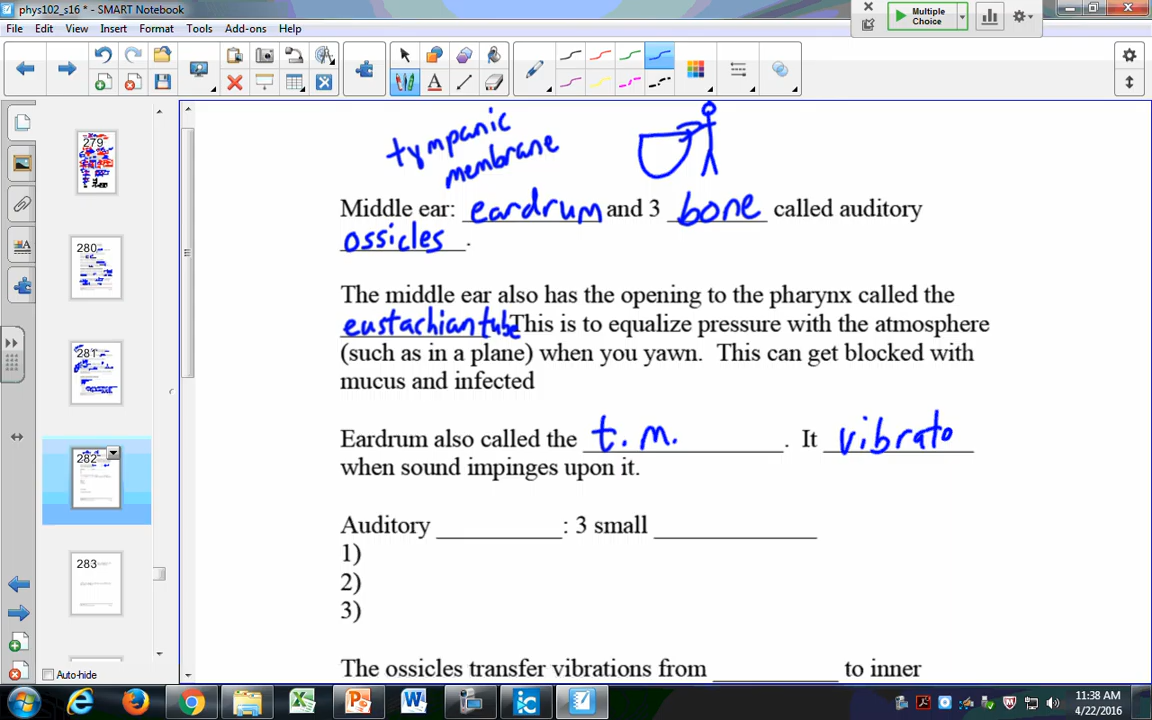 phys102_s16 * - SMART Notebook
File Edit View Insert Format Tools Add-ons Help
Multiple
Choice
279
280
281
282
283
Auto-hide
tympanic
membrane
Middle ear: eardrum and 3 bone called auditory
ossicles.
The middle ear also has the opening to the pharynx called the
eustachian tube This is to equalize pressure with the atmosphere
(such as in a plane) when you yawn. This can get blocked with
mucus and infected
Eardrum also called the t.m. . It vibrato
when sound impinges upon it.
Auditory __________: 3 small _____________
1)
2)
3)
The ossicles transfer vibrations from __________ to inner
11:38 AM
4/22/2016